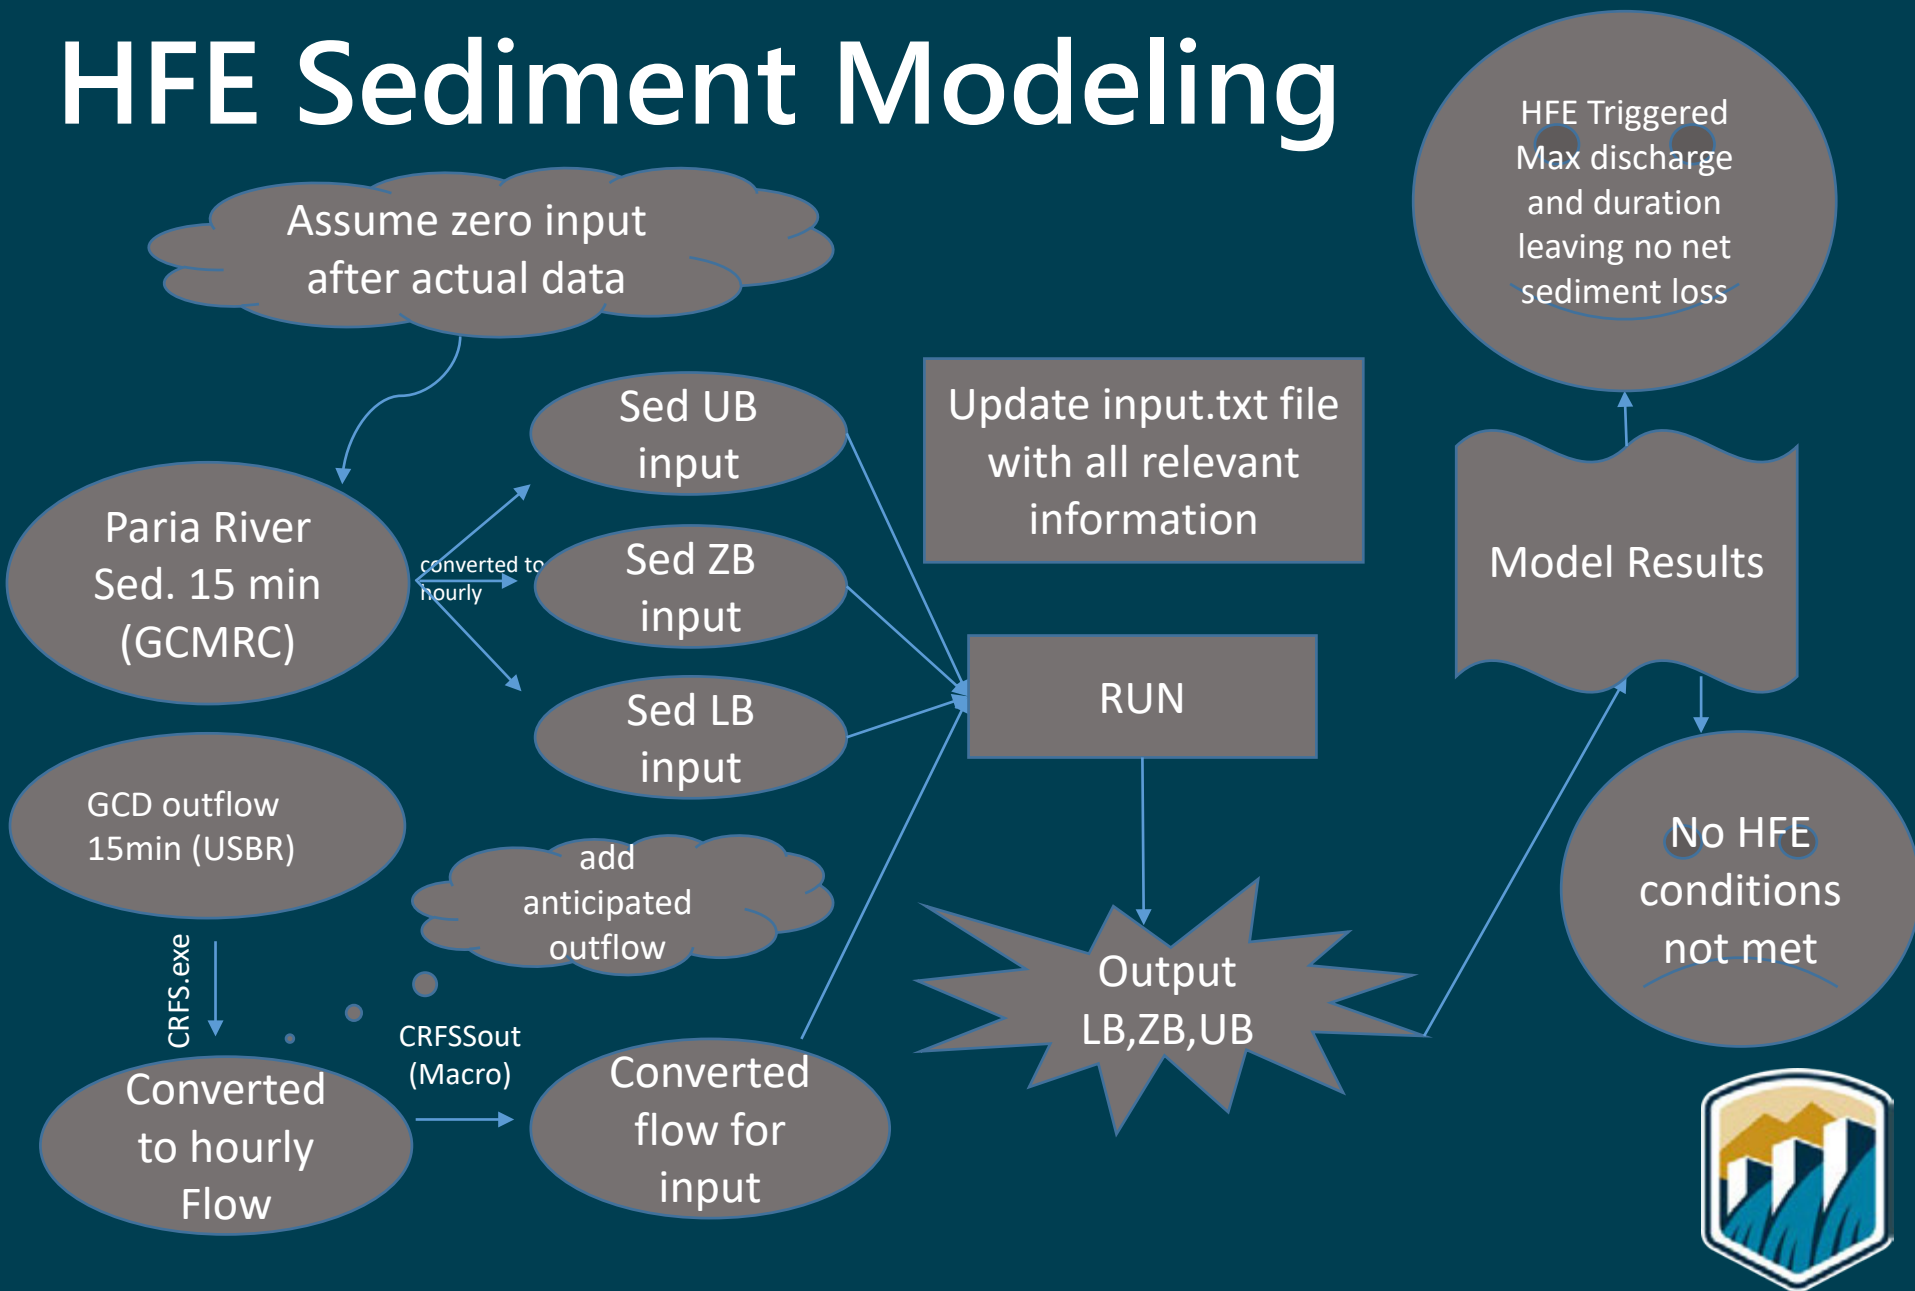 HFE Sediment Modeling
Assume zero input
after actual data
Paria River
Sed. 15 min
(GCMRC)
converted to
hourly
Sed UB
input
Sed ZB
input
Sed LB
input
GCD outflow
15min (USBR)
CRFS.exe
Converted
to hourly
Flow
add
anticipated
outflow
CRFSSout
(Macro)
Converted
flow for
input
Update input.txt file
with all relevant
information
RUN
Output
LB,ZB,UB
Model Results
HFE Triggered
Max discharge
and duration
leaving no net
sediment loss
No HFE
conditions
not met